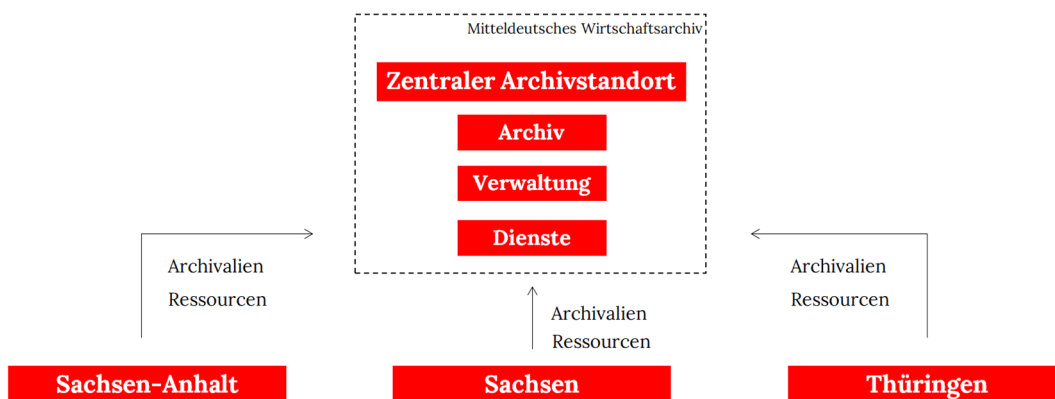 Mitteldeutsches Wirtschaftsarchiv
Zentraler Archivstandort
Archiv
Verwaltung
Dienste
Archivalien
Ressourcen
Archivalien
Ressourcen
Archivalien
Ressourcen
Sachsen-Anhalt
Sachsen
Thüringen